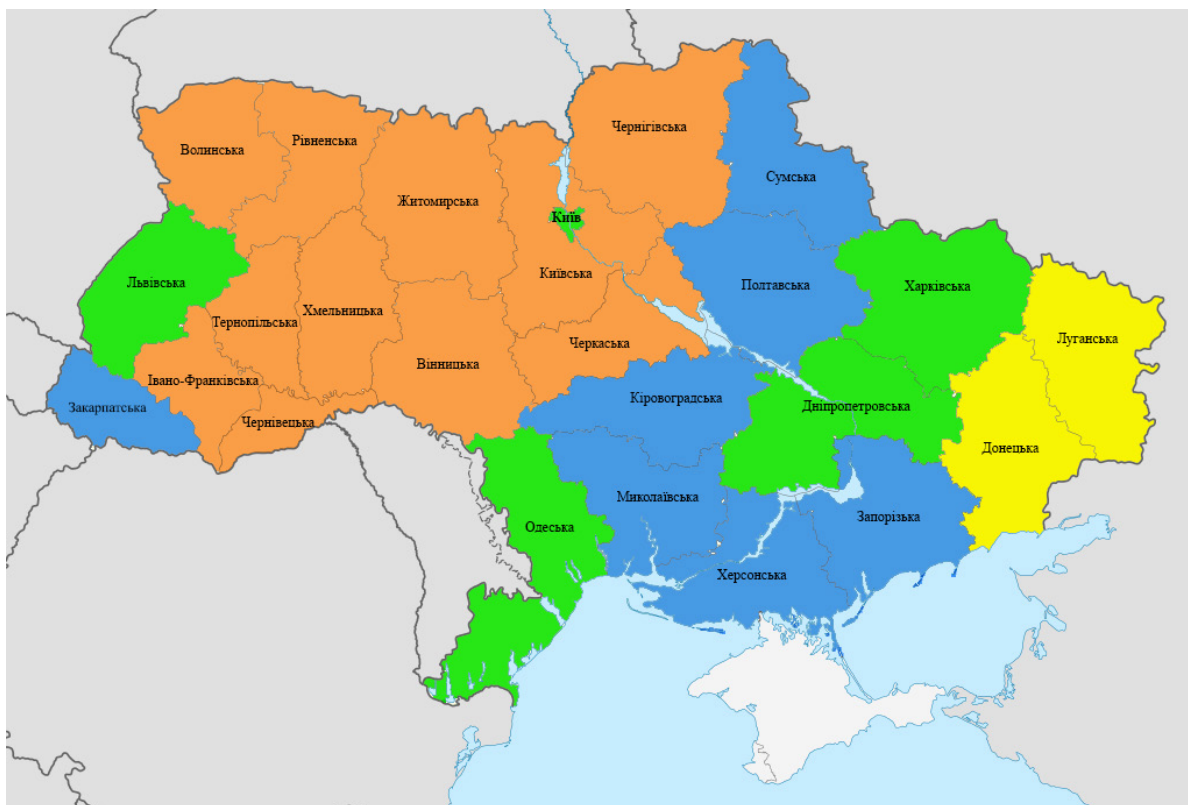 Чернігівська
Рівненська
Волинська
Сумська
Житомирська
Київ
Київська
Львівська
Полтавська
Харківська
Хмельницька
Тернопільська
Луганська
Черкаська
Вінницька
Івано-Франківська
Кіровоградська
Закарпатська
Дніпропетровська
Чернівецька
Донецька
Миколаївська
Запорізька
Одеська
Херсонська